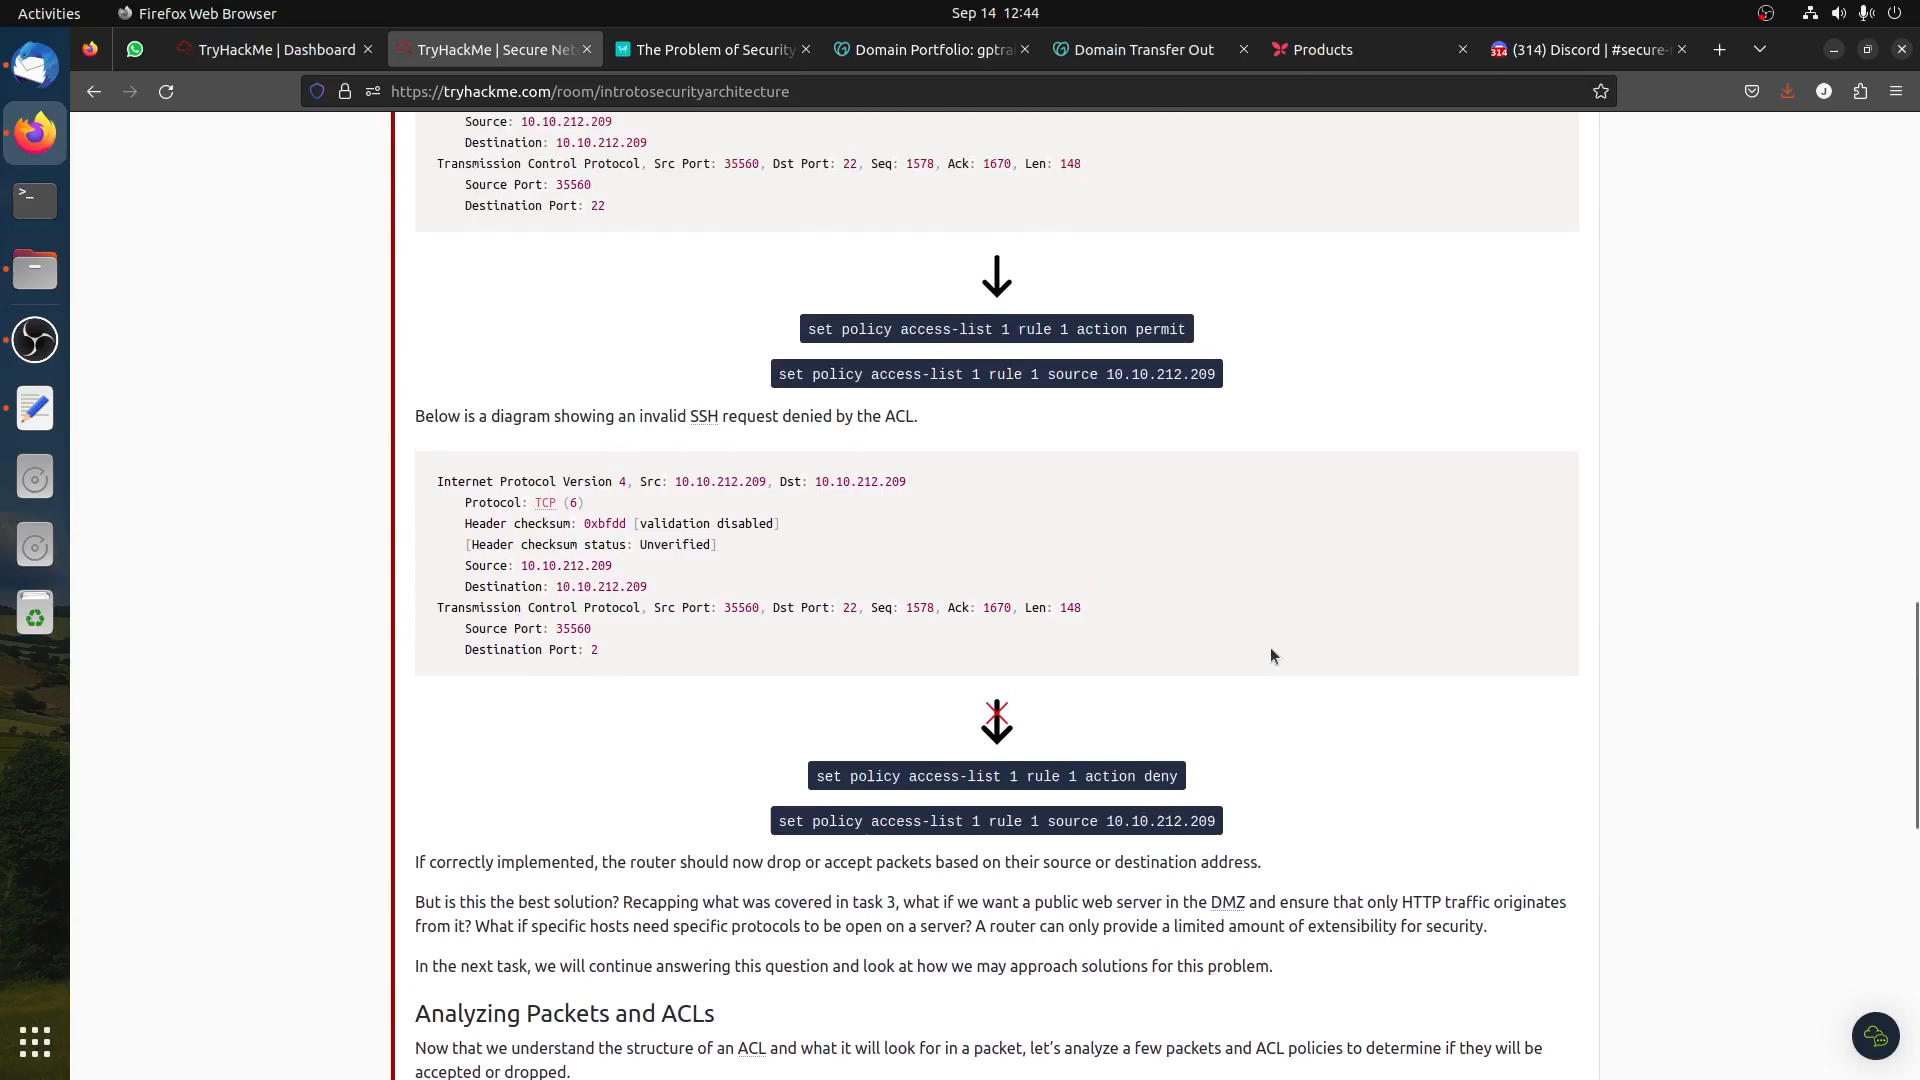 Activities
Firefox Web Browser
Sep 14 12:44
TryHackMe | Dashboard
TryHackMe | Secure Net
The Problem of Security
Domain Portfolio: gptrai
Domain Transfer Out
Products
314
(314) Discord | #secure-
https://tryhackme.com/room/introtosecurityarchitecture
J
>_
Source: 10.10.212.209
Destination: 10.10.212.209
Transmission Control Protocol, Src Port: 35560, Dst Port: 22, Seq: 1578, Ack: 1670, Len: 148
Source Port: 35560
Destination Port: 22
set policy access-list 1 rule 1 action permit
set policy access-list 1 rule 1 source 10.10.212.209
Below is a diagram showing an invalid SSH request denied by the ACL.
Internet Protocol Version 4, Src: 10.10.212.209, Dst: 10.10.212.209
Protocol: TCP (6)
Header checksum: 0xbfdd [validation disabled]
[Header checksum status: Unverified]
Source: 10.10.212.209
Destination: 10.10.212.209
Transmission Control Protocol, Src Port: 35560, Dst Port: 22, Seq: 1578, Ack: 1670, Len: 148
Source Port: 35560
Destination Port: 2
set policy access-list 1 rule 1 action deny
set policy access-list 1 rule 1 source 10.10.212.209
If correctly implemented, the router should now drop or accept packets based on their source or destination address.
But is this the best solution? Recapping what was covered in task 3, what if we want a public web server in the DMZ and ensure that only HTTP traffic originates
from it? What if specific hosts need specific protocols to be open on a server? A router can only provide a limited amount of extensibility for security.
In the next task, we will continue answering this question and look at how we may approach solutions for this problem.
Analyzing Packets and ACLs
Now that we understand the structure of an ACL and what it will look for in a packet, let's analyze a few packets and ACL policies to determine if they will be
accepted or dropped.